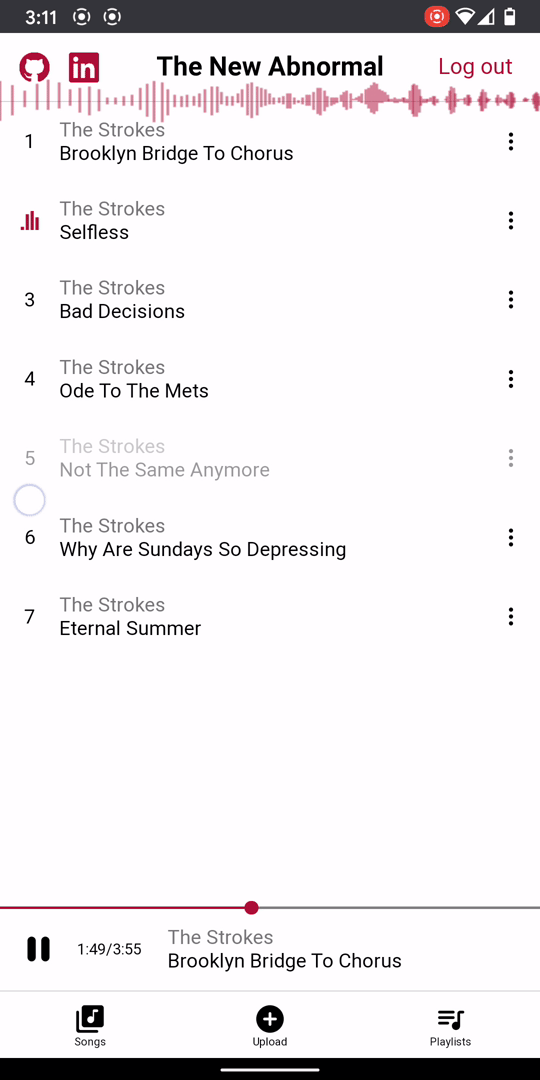 3:11
in
The New Abnormal
Log out
1
The Strokes
Brooklyn Bridge To Chorus
The Strokes
Selfless
3
The Strokes
Bad Decisions
4
The Strokes
Ode To The Mets
5
The Strokes
Not The Same Anymore
6
The Strokes
Why Are Sundays So Depressing
7
The Strokes
Eternal Summer
1:49/3:55
The Strokes
Brooklyn Bridge To Chorus
Songs
Upload
Playlists